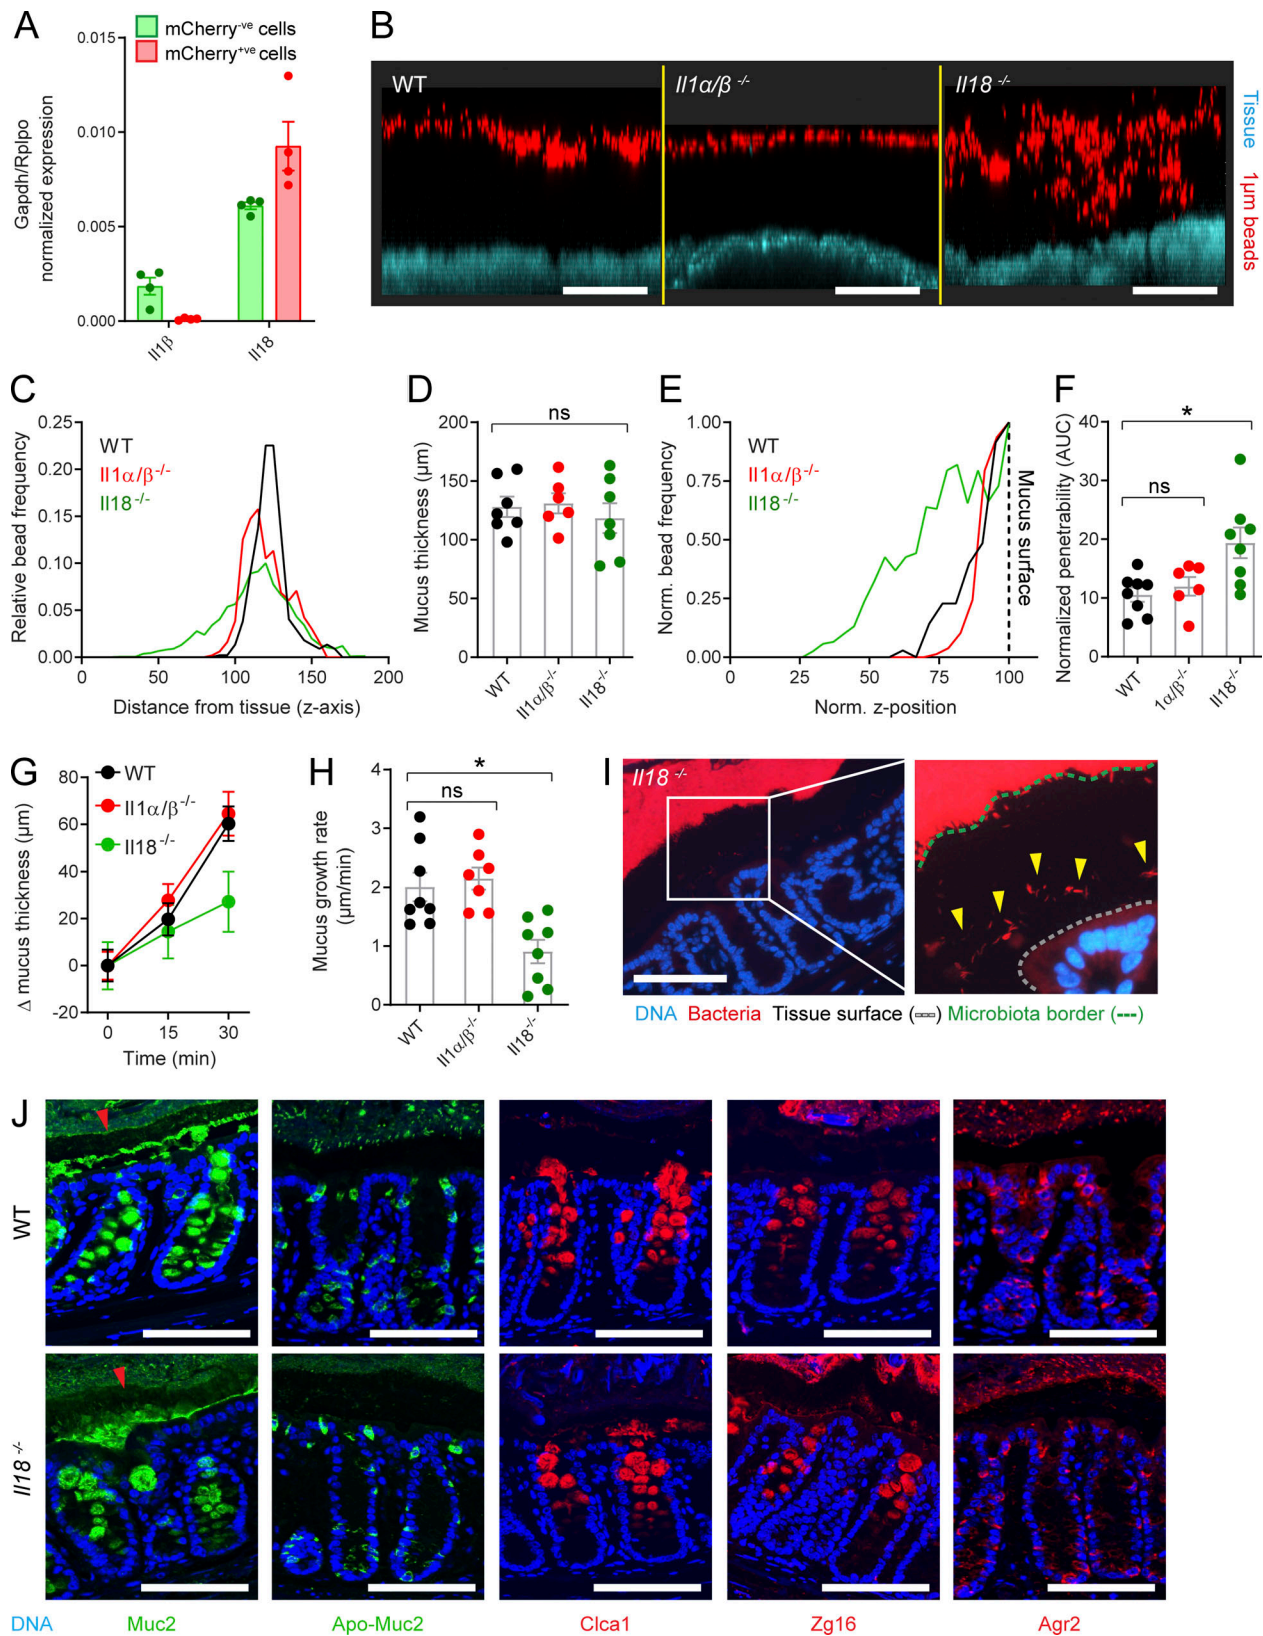 A
mCherry-ve cells
mCherry+ve cells
Gapdh/Rplpo
normalized expression
0.015
0.010
0.005
0.000
Il1β
Il18
B
WT
Il1α/β -/-
Il18 -/-
Tissue 1µm beads
C
Relative bead frequency
0.25
0.20
0.15
0.10
0.05
0.00
WT
Il1α/β-/-
Il18-/-
0 50 100 150 200
Distance from tissue (z-axis)
D
ns
Mucus thickness (µm)
200
150
100
50
0
WT
Il1α/β-/-
Il18-/-
E
Norm. bead frequency
1.00
0.75
0.50
0.25
0.00
WT
Il1α/β-/-
Il18-/-
Mucus surface
0 25 50 75 100
Norm. z-position
F
*
ns
Normalized penetrability (AUC)
40
30
20
10
0
WT
1α/β-/-
Il18-/-
G
WT
Il1α/β-/-
Il18-/-
Δ mucus thickness (µm)
80
60
40
20
0
-20
0 15 30
Time (min)
H
*
ns
Mucus growth rate
(µm/min)
4
3
2
1
0
WT
Il1α/β-/-
Il18-/-
I
Il18 -/-
DNA Bacteria Tissue surface (===) Microbiota border (---)
J
WT
Il18 -/-
DNA Muc2 Apo-Muc2 Clca1 Zg16 Agr2